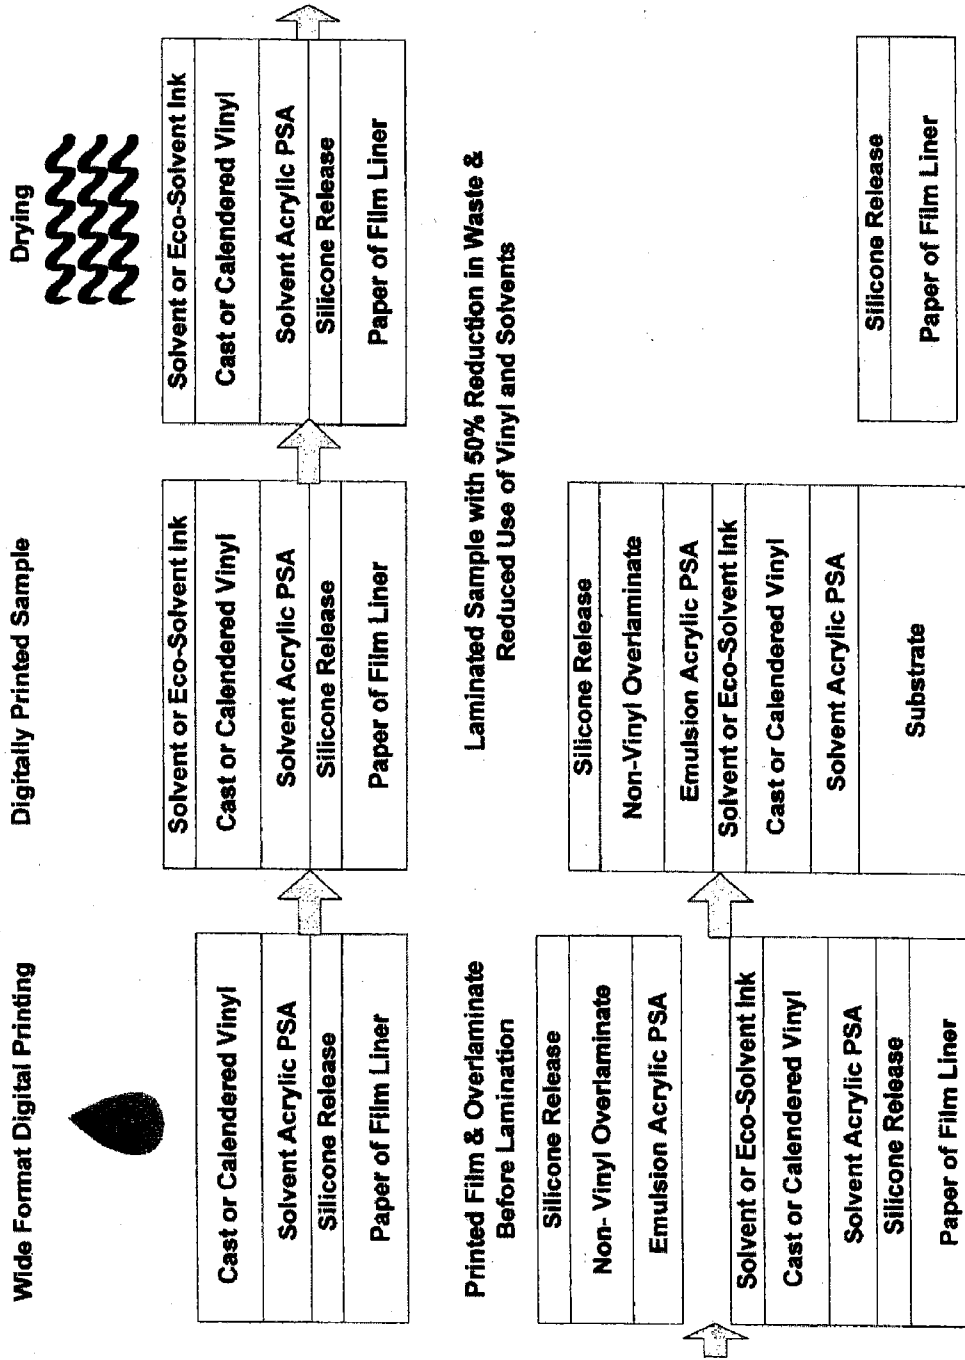 Wide Format Digital Printing
Cast or Calendered Vinyl
Solvent Acrylic PSA
Silicone Release
Paper of Film Liner
Digitally Printed Sample
Solvent or Eco-Solvent Ink
Cast or Calendered Vinyl
Solvent Acrylic PSA
Silicone Release
Paper of Film Liner
Drying
Solvent or Eco-Solvent Ink
Cast or Calendered Vinyl
Solvent Acrylic PSA
Silicone Release
Paper of Film Liner
Printed Film & Overlaminate
Before Lamination
Silicone Release
Non- Vinyl Overlaminate
Emulsion Acrylic PSA
Solvent or Eco-Solvent Ink
Cast or Calendered Vinyl
Solvent Acrylic PSA
Silicone Release
Paper of Film Liner
Laminated Sample with 50% Reduction in Waste &
Reduced Use of Vinyl and Solvents
Silicone Release
Non-Vinyl Overlaminate
Emulsion Acrylic PSA
Solvent or Eco-Solvent Ink
Cast or Calendered Vinyl
Solvent Acrylic PSA
Substrate
Silicone Release
Paper of Film Liner